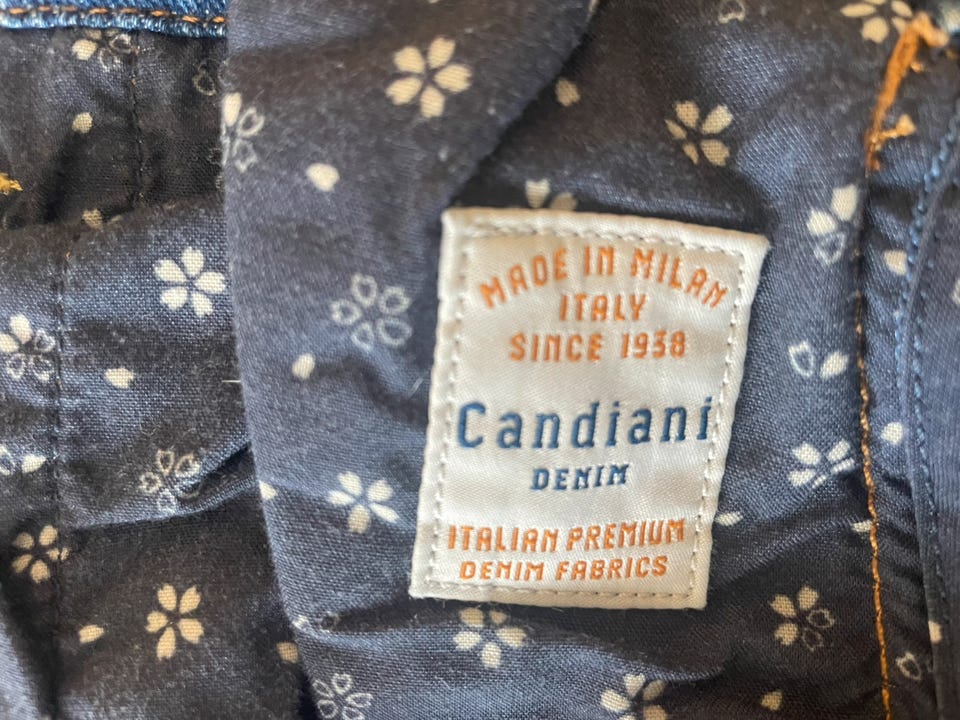 MADE IN MILAN
ITALY
SINCE 1938
Candiani
DENIM
ITALIAN PREMIUM
DENIM FABRICS